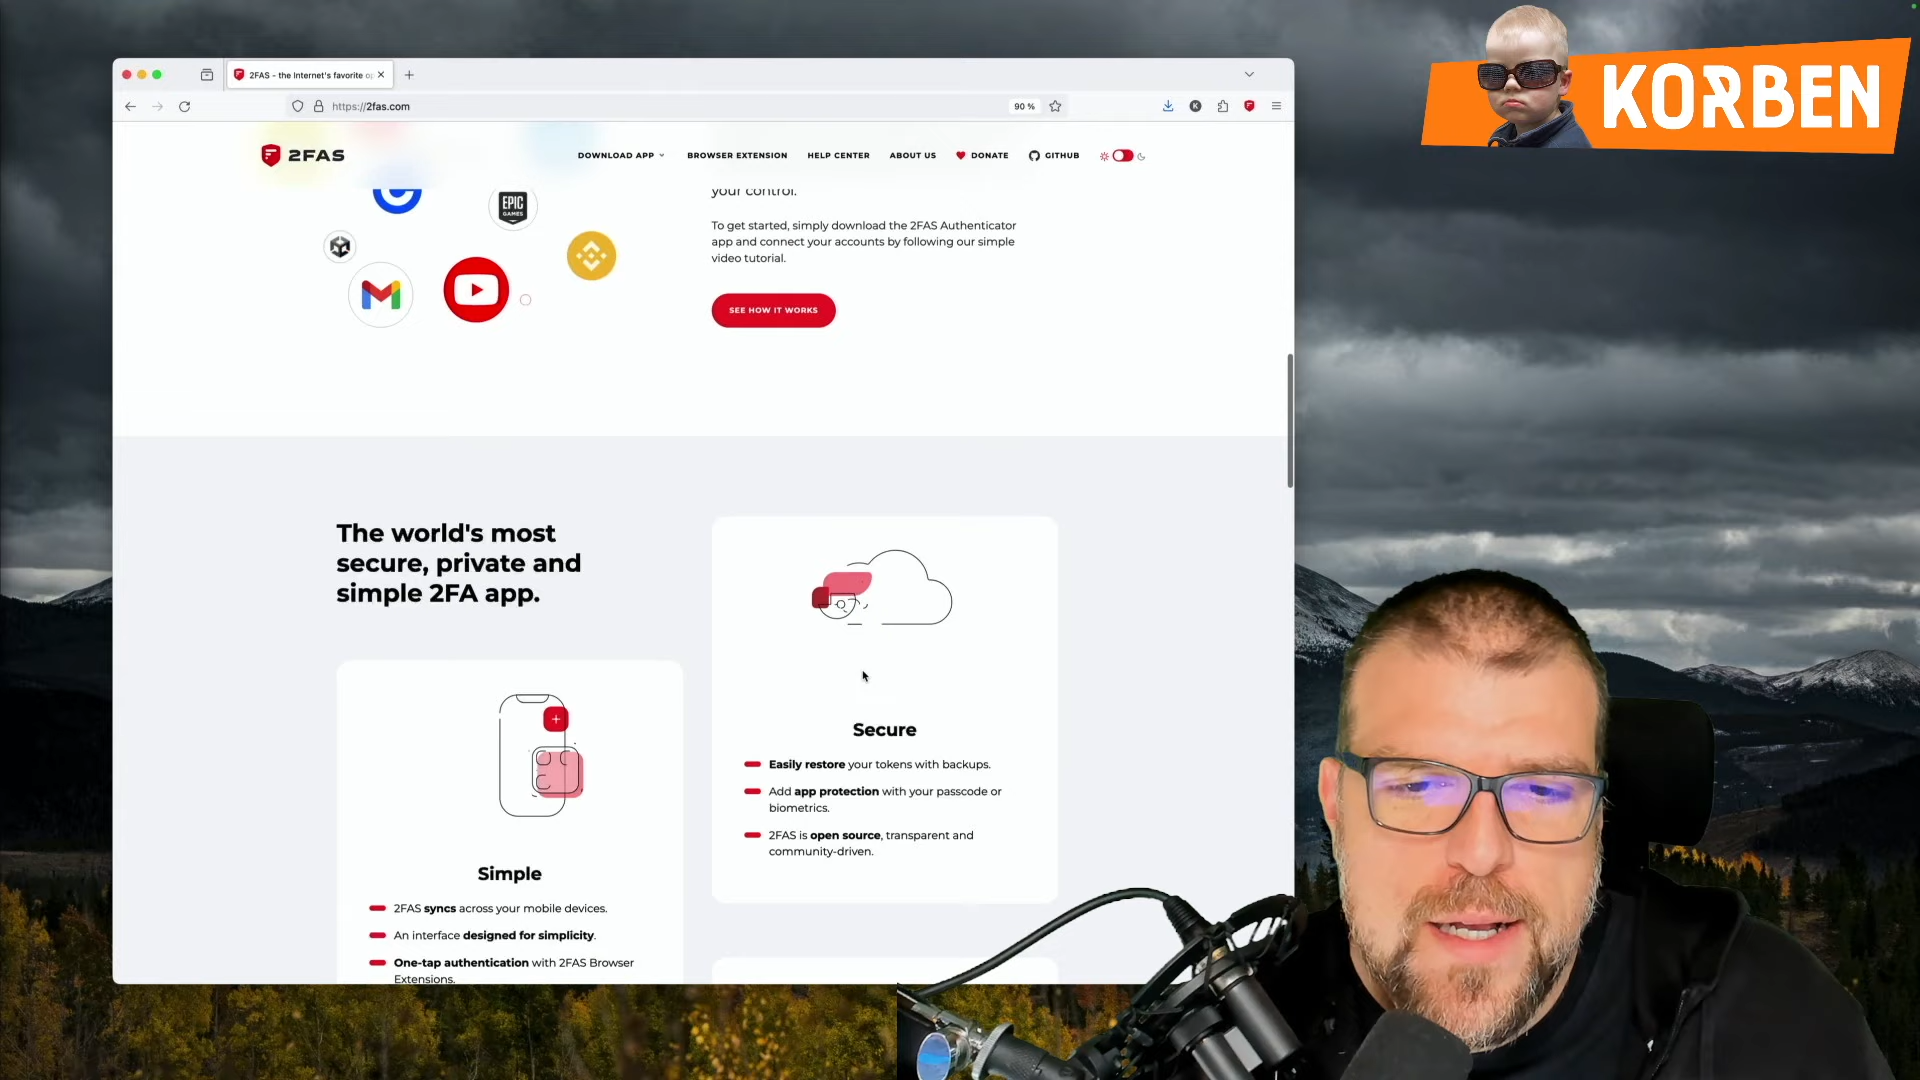 2FAS - the Internet's favorite op
https://2fas.com
90 %
K
KORBEN
2FAS
DOWNLOAD APP
BROWSER EXTENSION
HELP CENTER
ABOUT US
DONATE
GITHUB
your control.
EPIC
GAMES
To get started, simply download the 2FAS Authenticator
app and connect your accounts by following our simple
video tutorial.
SEE HOW IT WORKS
The world's most
secure, private and
simple 2FA app.
Secure
Easily restore your tokens with backups.
Add app protection with your passcode or
biometrics.
2FAS is open source, transparent and
community-driven.
Simple
2FAS syncs across your mobile devices.
An interface designed for simplicity.
One-tap authentication with 2FAS Browser
Extensions.